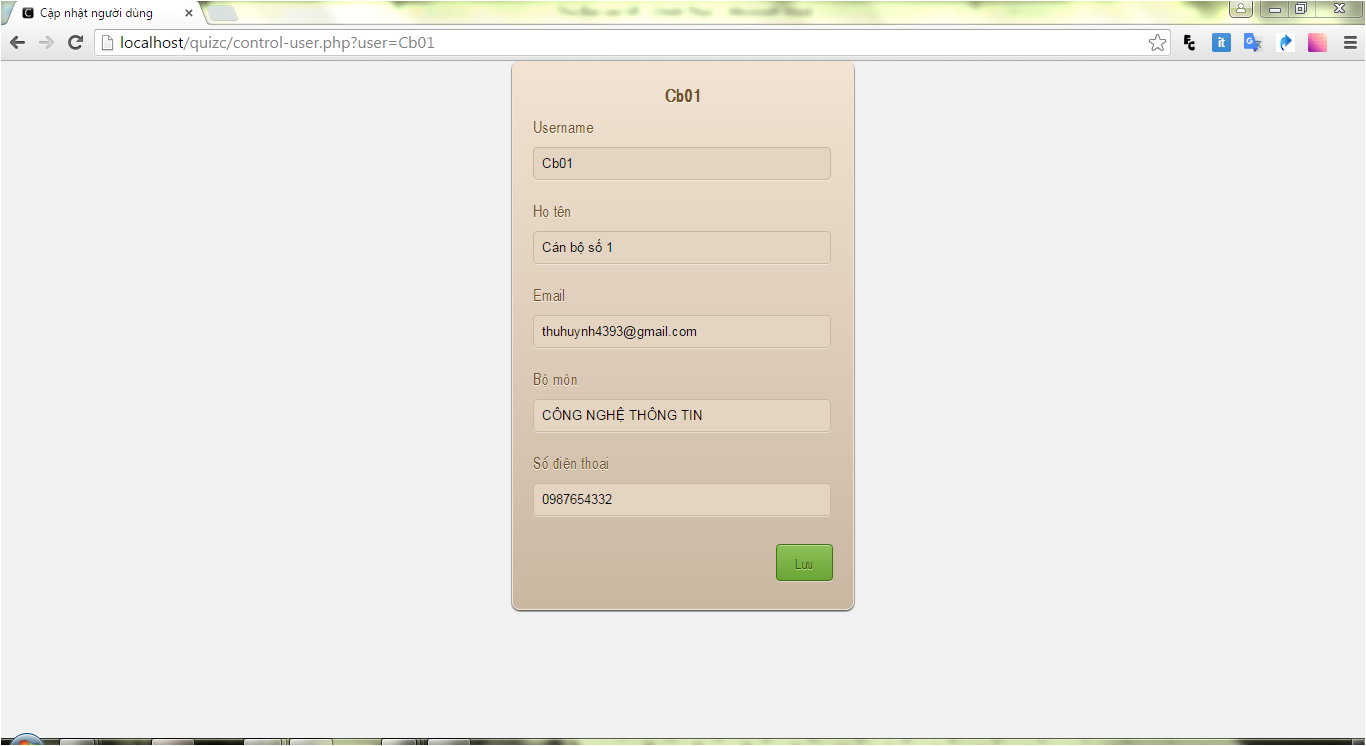 Cập nhật người dùng
localhost/quizc/control-user.php?user=Cb01
Cb01
Username
Cb01
Họ tên
Cán bộ số 1
Email
thuhuynh4393@gmail.com
Bộ môn
CÔNG NGHỆ THÔNG TIN
Số điện thoại
0987654332
Lưu